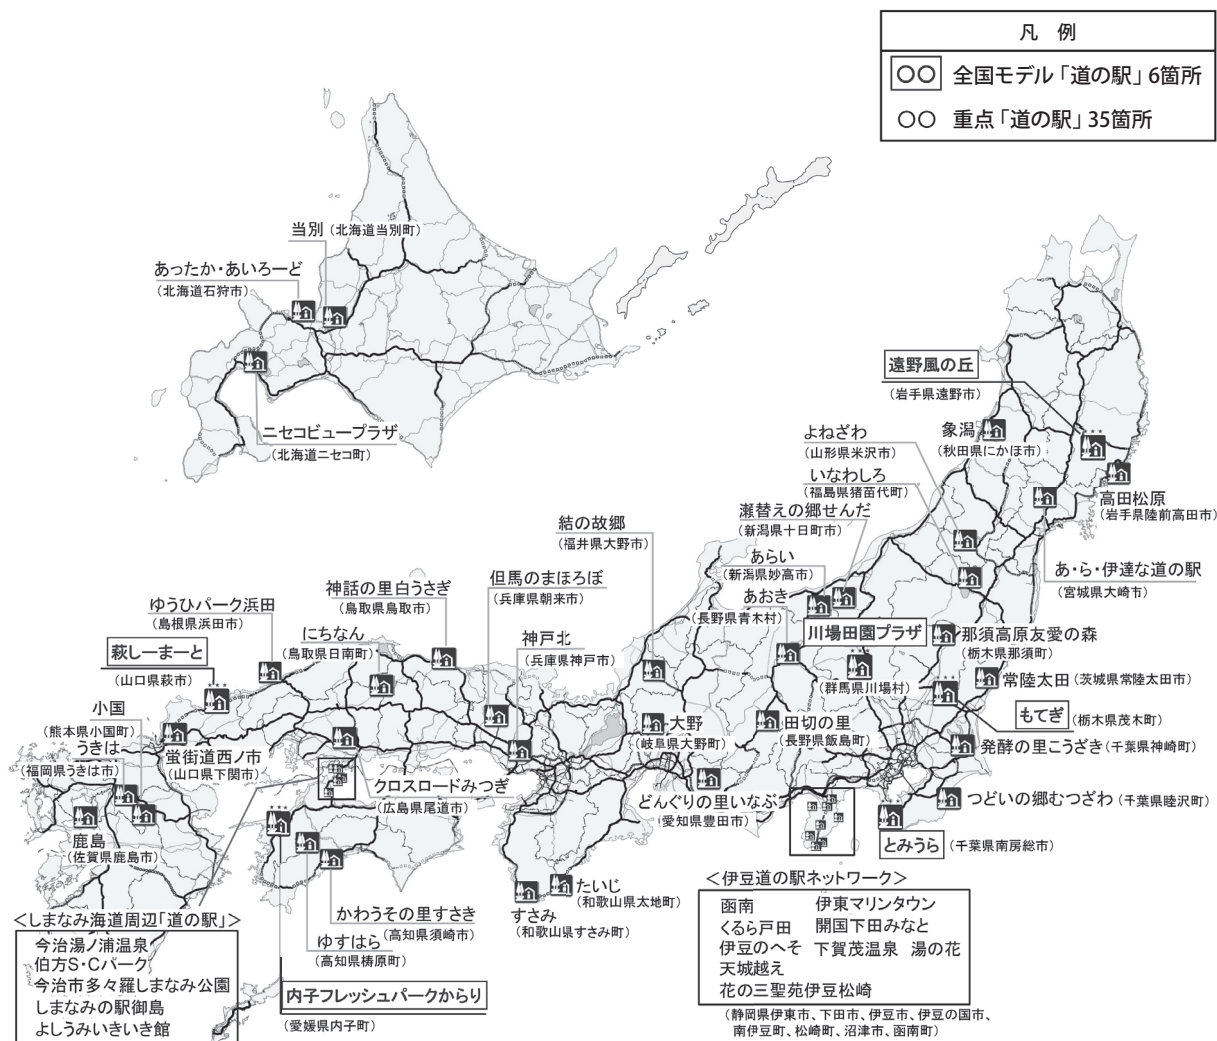 凡 例
○○ 全国モデル「道の駅」6箇所
○○ 重点「道の駅」35箇所
当別(北海道当別町)
あったか・あいろーど
(北海道石狩市)
ニセコビュープラザ
(北海道ニセコ町)
遠野風の丘
(岩手県遠野市)
象潟
(秋田県にかほ市)
高田松原
(岩手県陸前高田市)
よねざわ
(山形県米沢市)
いなわしろ
(福島県猪苗代町)
瀬替えの郷せんだ
(新潟県十日町市)
あらい
(新潟県妙高市)
あおき
(長野県青木村)
あ・ら・伊達な道の駅
(宮城県大崎市)
川場田園プラザ
(群馬県川場村)
那須高原友愛の森
(栃木県那須町)
常陸太田(茨城県常陸太田市)
もてぎ(栃木県茂木町)
発酵の里こうざき(千葉県神崎町)
つどいの郷むつざわ(千葉県睦沢町)
とみうら(千葉県南房総市)
結の故郷
(福井県大野市)
但馬のまほろば
(兵庫県朝来市)
神戸北
(兵庫県神戸市)
神話の里白うさぎ
(鳥取県鳥取市)
にちなん
(鳥取県日南町)
ゆうひパーク浜田
(島根県浜田市)
萩しーまーと
(山口県萩市)
小国
(熊本県小国町)
うきは
(福岡県うきは市)
蛍街道西ノ市
(山口県下関市)
鹿島
(佐賀県鹿島市)
クロスロードみつぎ
(広島県尾道市)
大野
(岐阜県大野町)
田切の里
(長野県飯島町)
どんぐりの里いなぶ
(愛知県豊田市)
たいじ
(和歌山県太地町)
すさみ
(和歌山県すさみ町)
かわうその里すさき
(高知県須崎市)
ゆすはら
(高知県梼原町)
内子フレッシュパークからり
(愛媛県内子町)
<しまなみ海道周辺「道の駅」>
今治湯ノ浦温泉
伯方S・Cパーク
今治市多々羅しまなみ公園
しまなみの駅御島
よしうみいきいき館
<伊豆道の駅ネットワーク>
函南 伊東マリンタウン
くるら戸田 開国下田みなと
伊豆のへそ 下賀茂温泉 湯の花
天城越え
花の三聖苑伊豆松崎
(静岡県伊東市、下田市、伊豆市、伊豆の国市、
南伊豆町、松崎町、沼津市、函南町)